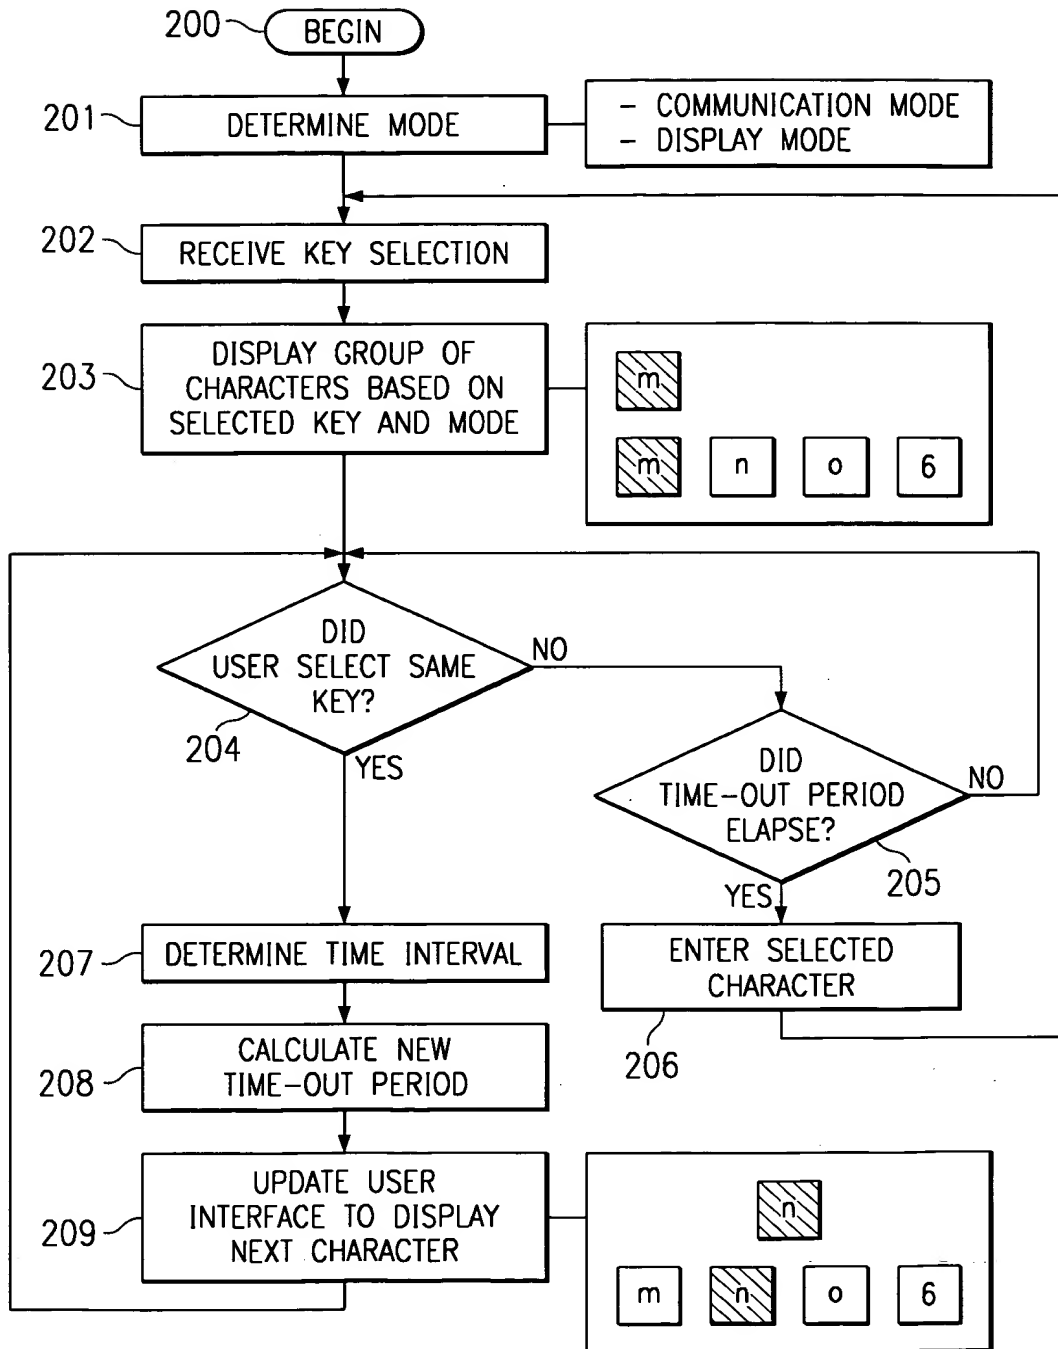 200
BEGIN
201
DETERMINE MODE
- COMMUNICATION MODE
- DISPLAY MODE
202
RECEIVE KEY SELECTION
203
DISPLAY GROUP OF
CHARACTERS BASED ON
SELECTED KEY AND MODE
m
m n o 6
DID
USER SELECT SAME
KEY?
204
NO
YES
DID
TIME-OUT PERIOD
ELAPSE?
205
NO
YES
ENTER SELECTED
CHARACTER
206
207
DETERMINE TIME INTERVAL
208
CALCULATE NEW
TIME-OUT PERIOD
209
UPDATE USER
INTERFACE TO DISPLAY
NEXT CHARACTER
n
m n o 6